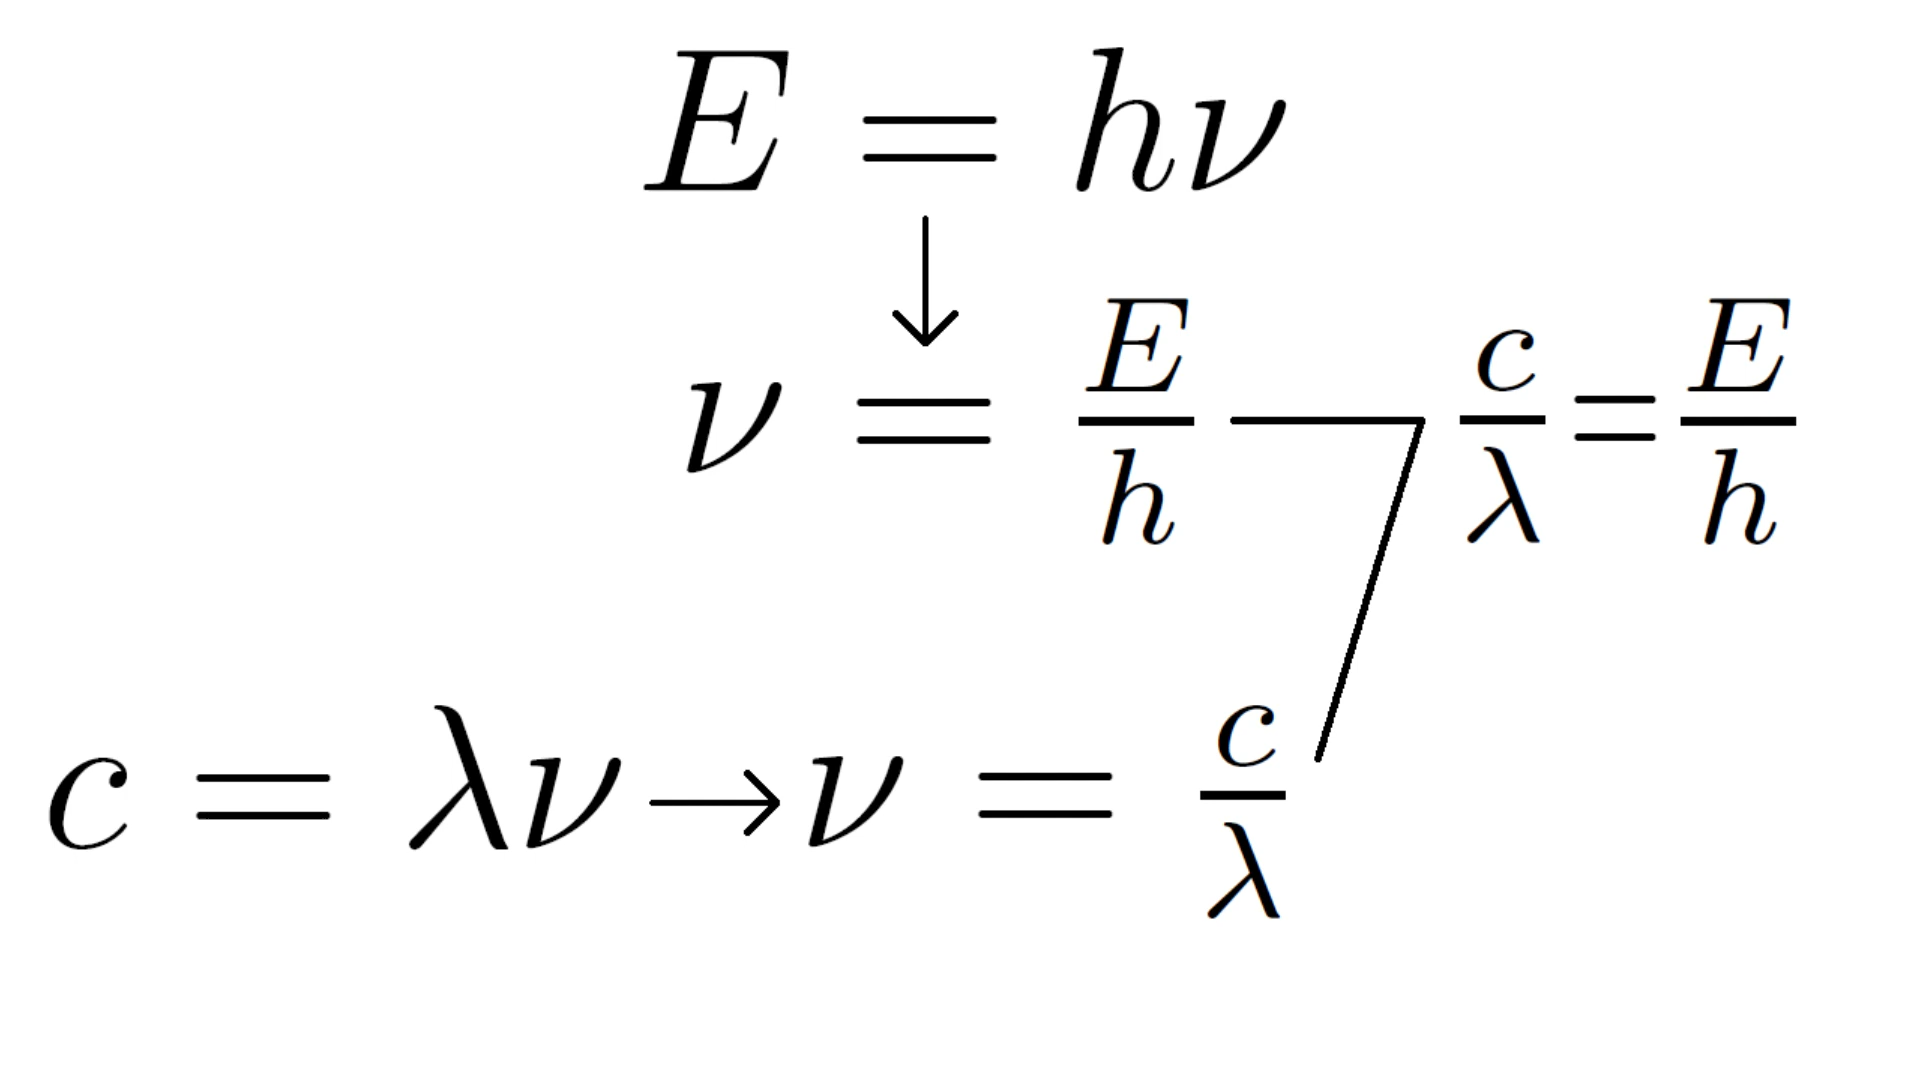 E = hν
↓
ν = E/h — c/λ = E/h
c = λν → ν = c/λ